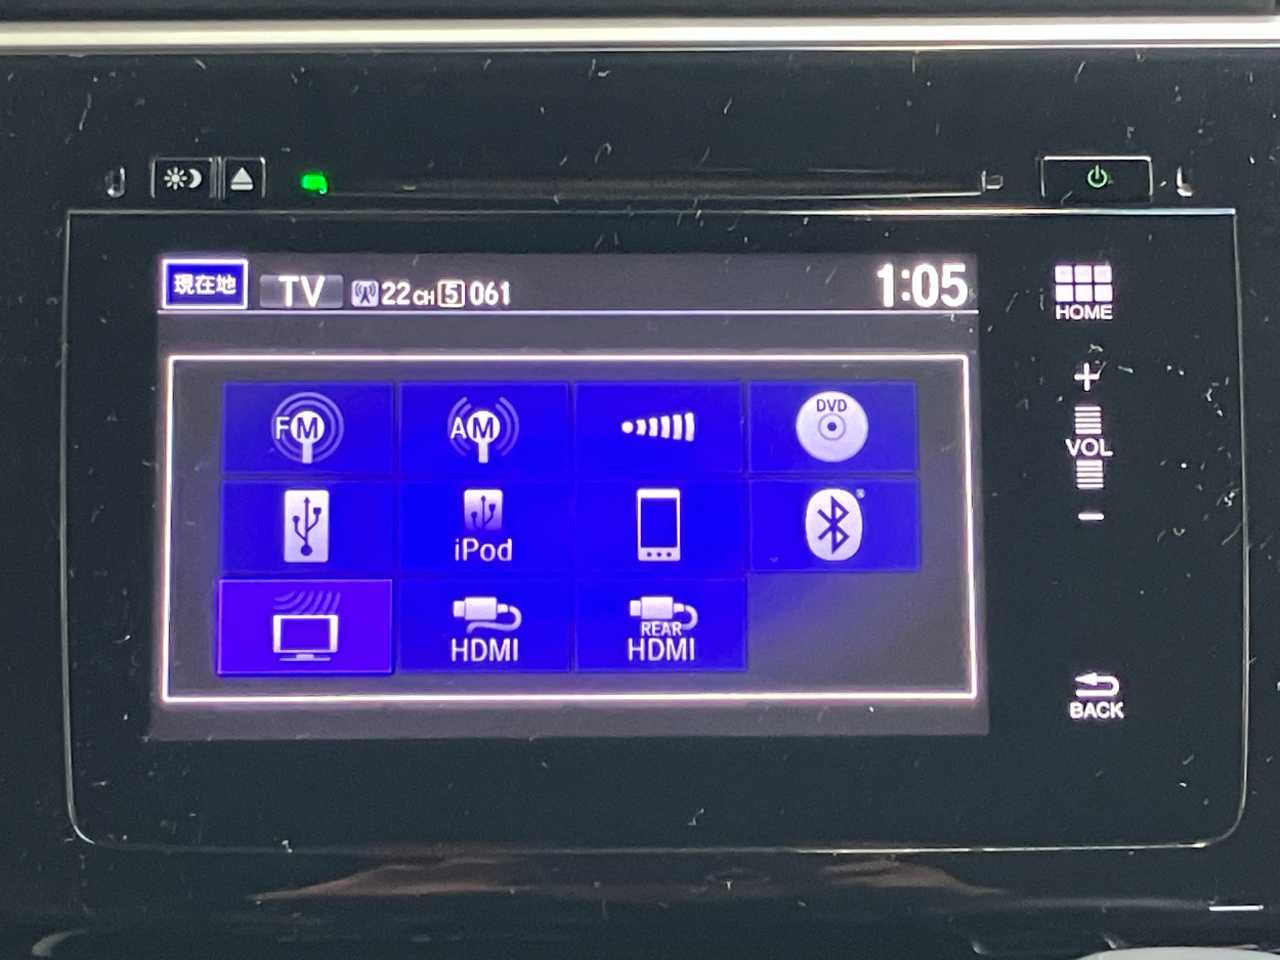 現在地 TV 22CH 5 061 1:05
HOME
FM AM DVD
VOL
iPod
HDMI REAR HDMI
BACK